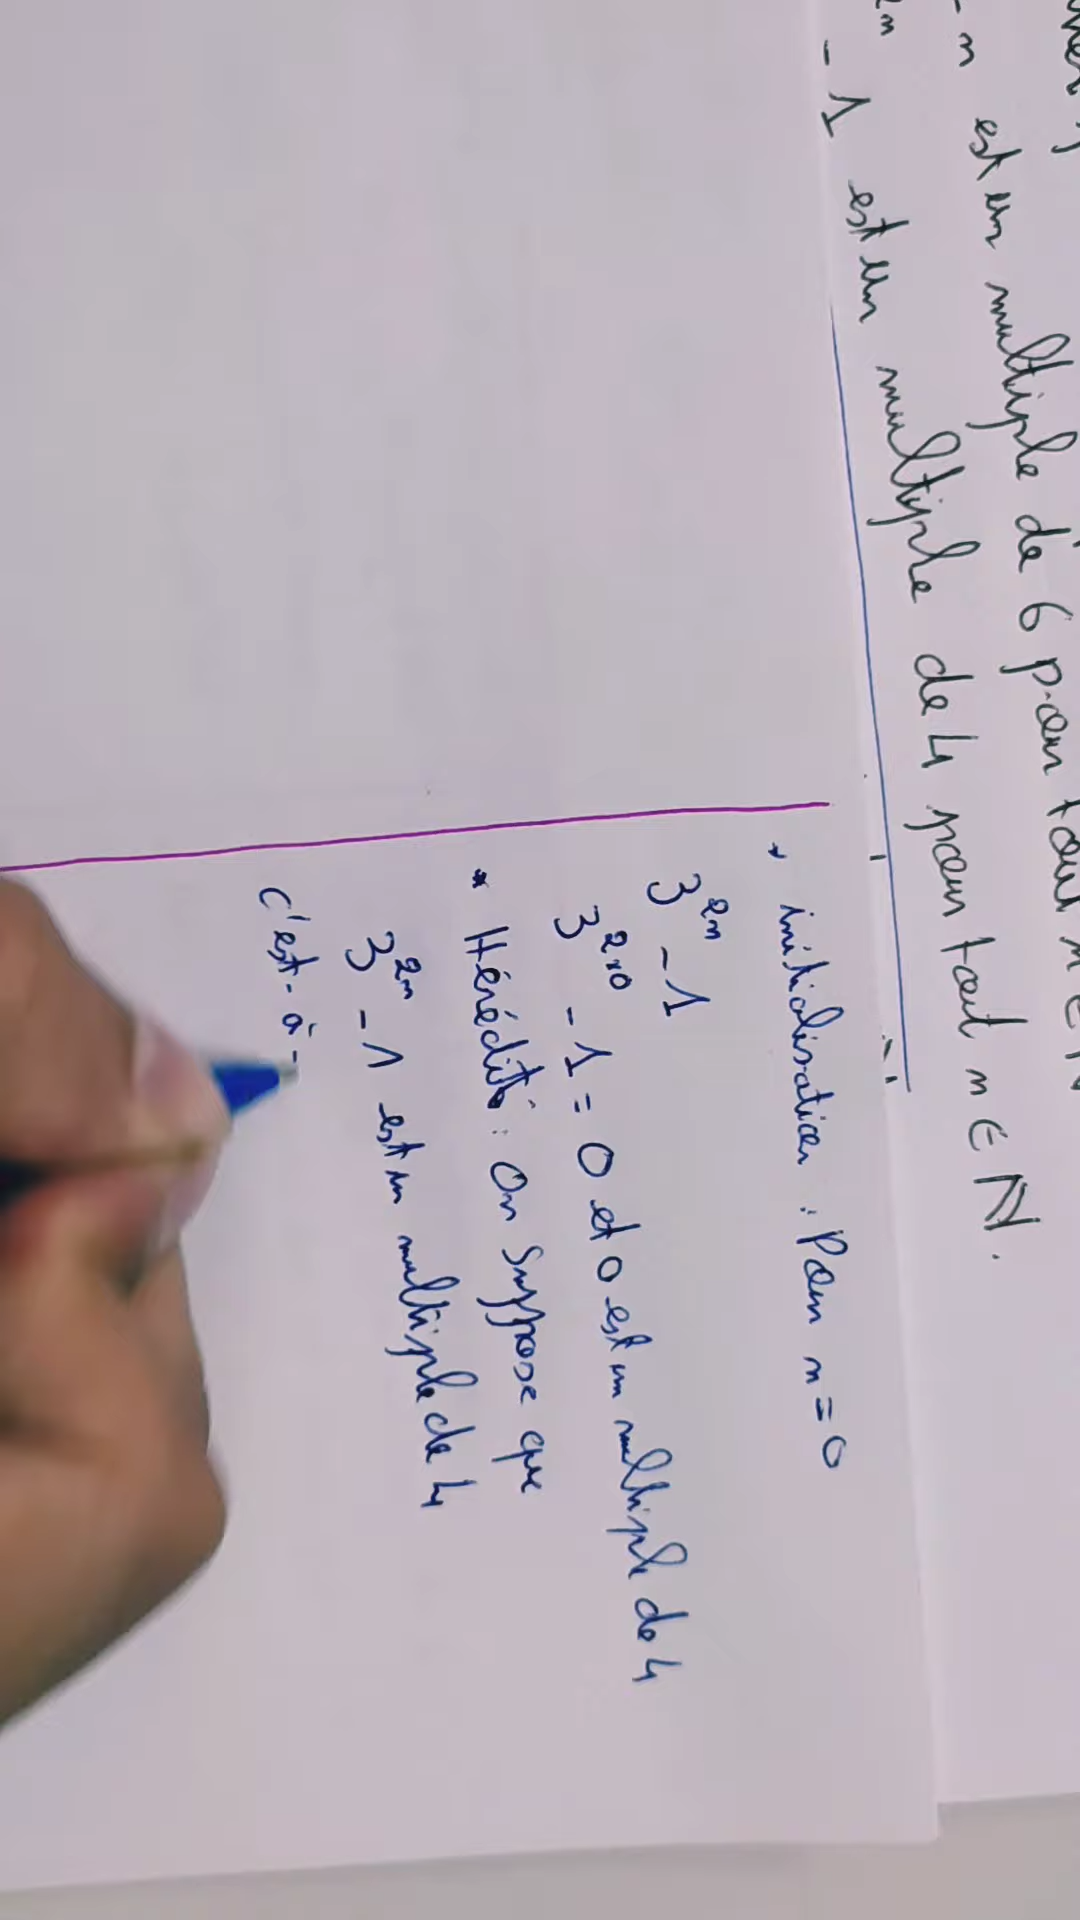 - n est un multiple de 6 pour tout n ∈ N
2n - 1 est un multiple de 4 pour tout n ∈ ℕ.
* initialisation : Pour n = 0
3^2n - 1
3^2×0 - 1 = 0 et 0 est un multiple de 4
* Hérédité : On suppose que
3^2n - 1 est un multiple de 4
c'est-à-